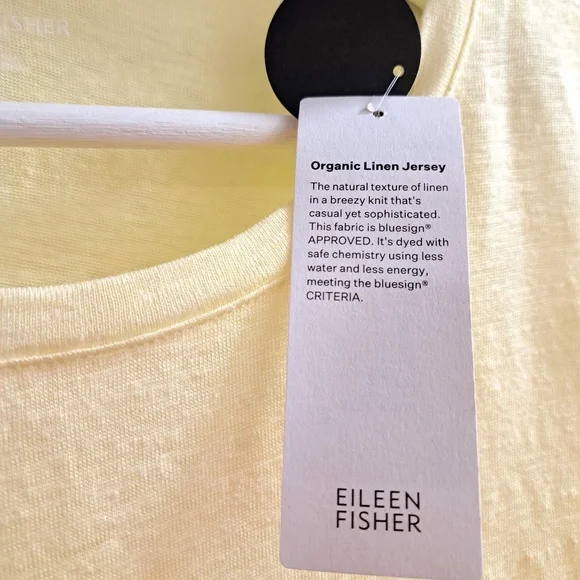 SHER
Organic Linen Jersey
The natural texture of linen
in a breezy knit that's
casual yet sophisticated.
This fabric is bluesign®
APPROVED. It's dyed with
safe chemistry using less
water and less energy,
meeting the bluesign®
CRITERIA.
EILEEN
FISHER